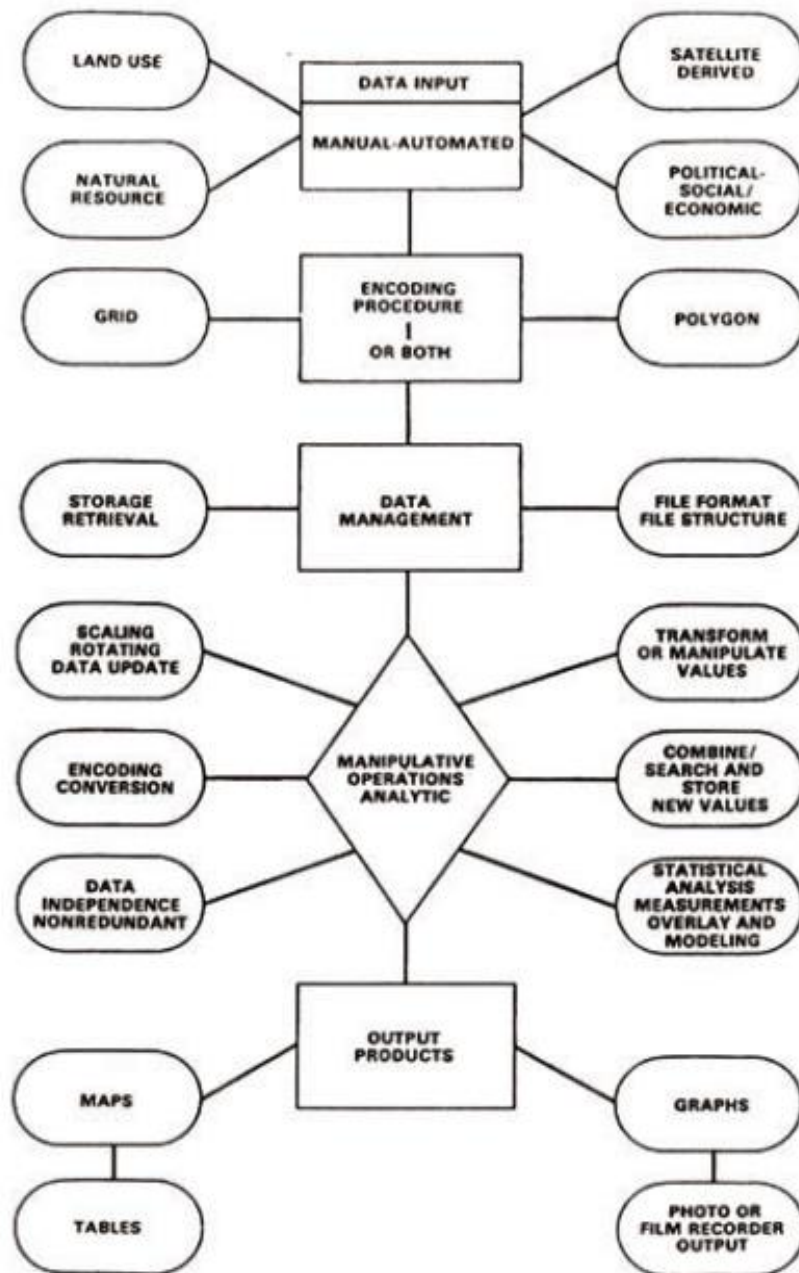 LAND USE
DATA INPUT
SATELLITE
DERIVED
MANUAL-AUTOMATED
NATURAL
RESOURCE
POLITICAL-
SOCIAL/
ECONOMIC
GRID
ENCODING
PROCEDURE
OR BOTH
POLYGON
STORAGE
RETRIEVAL
DATA
MANAGEMENT
FILE FORMAT
FILE STRUCTURE
SCALING
ROTATING
DATA UPDATE
TRANSFORM
OR MANIPULATE
VALUES
ENCODING
CONVERSION
MANIPULATIVE
OPERATIONS
ANALYTIC
COMBINE/
SEARCH AND
STORE
NEW VALUES
DATA
INDEPENDENCE
NONREDUNDANT
STATISTICAL
ANALYSIS
MEASUREMENTS
OVERLAY AND
MODELING
OUTPUT
PRODUCTS
MAPS
GRAPHS
TABLES
PHOTO OR
FILM RECORDER
OUTPUT